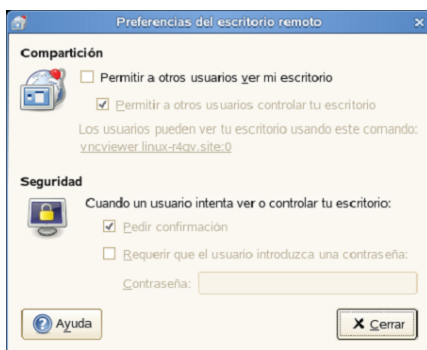 Preferencias del escritorio remoto
Compartición
Permitir a otros usuarios ver mi escritorio
Permitir a otros usuarios controlar tu escritorio
Los usuarios pueden ver tu escritorio usando este comando:
vncviewer linux-r4qv.site:0
Seguridad
Cuando un usuario intenta ver o controlar tu escritorio:
Pedir confirmación
Requerir que el usuario introduzca una contraseña:
Contraseña:
Ayuda
Cerrar